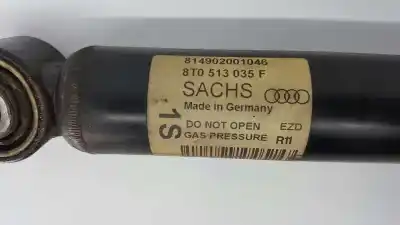 814902001046
8T0 513 035 F
SACHS
Made in Germany
1S
DO NOT OPEN EZD
GAS PRESSURE R11